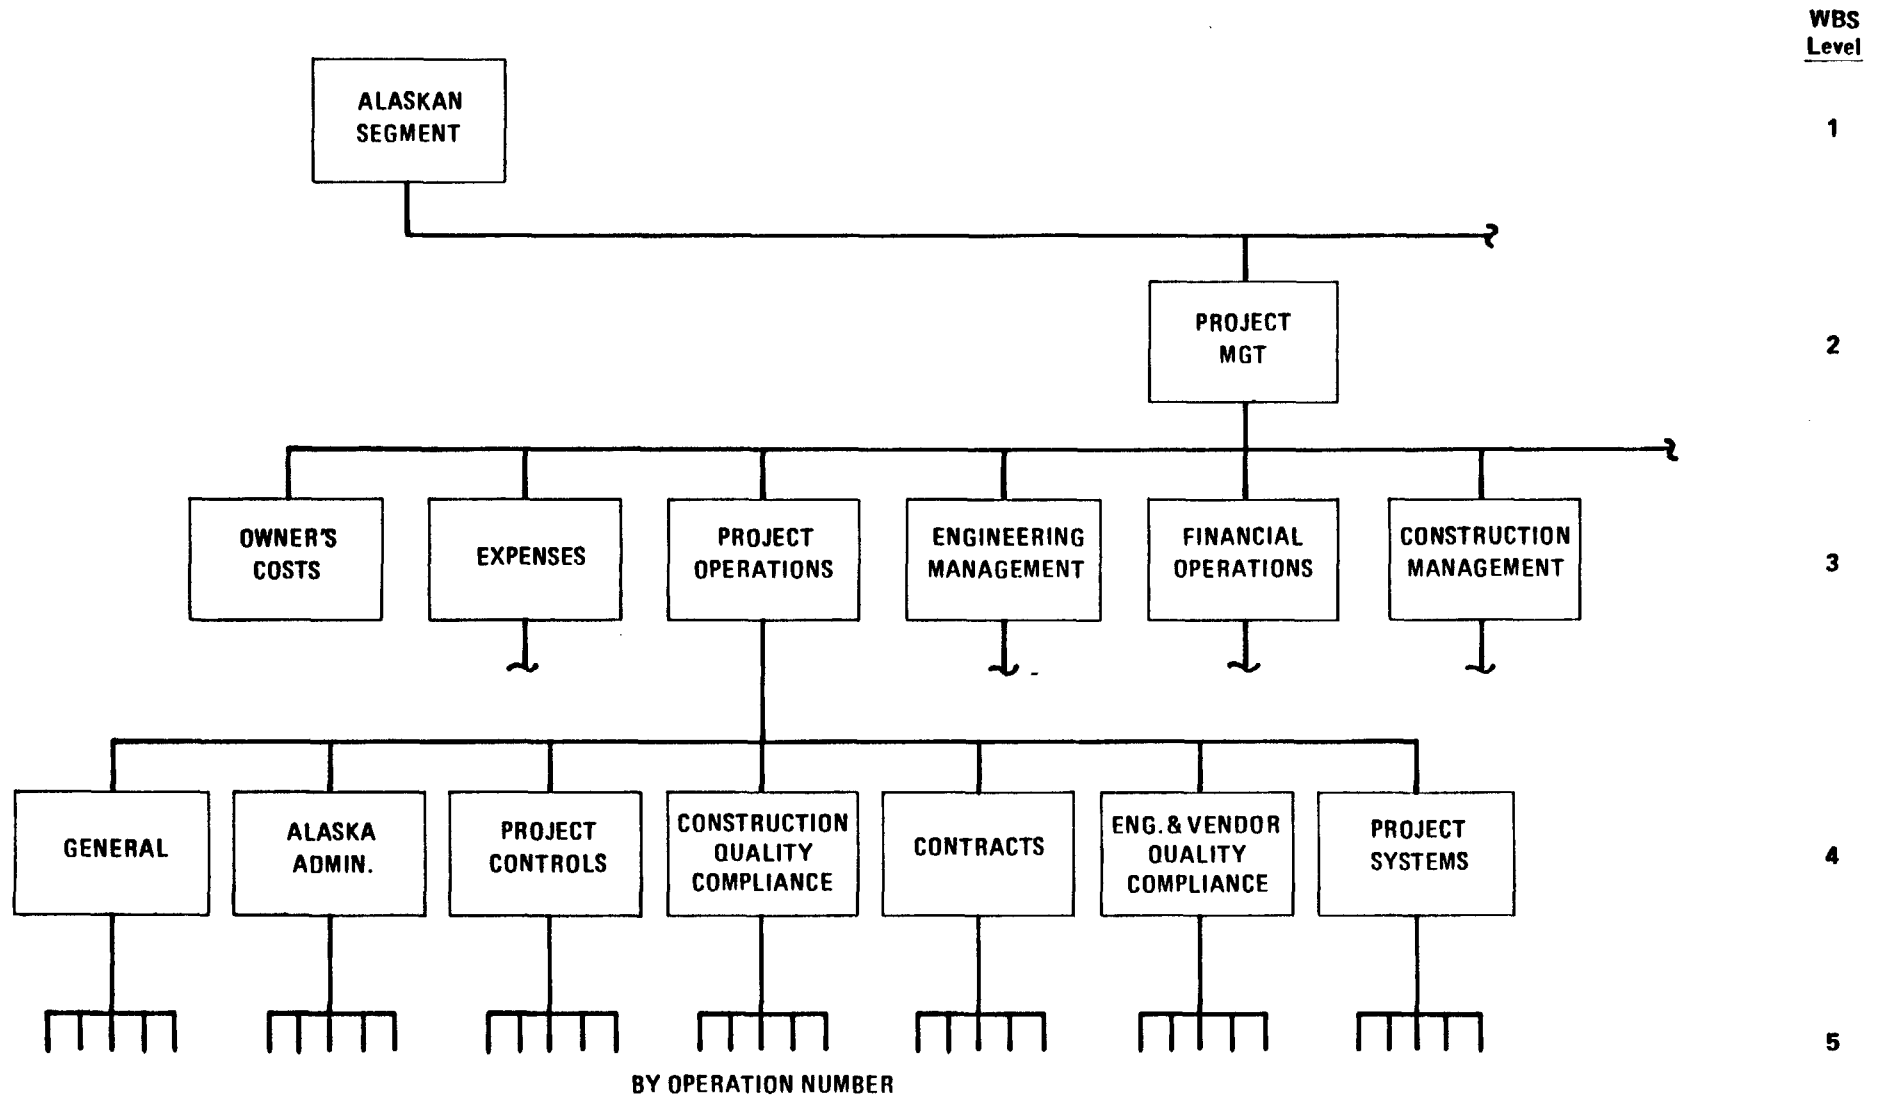 WBS
Level
ALASKAN
SEGMENT
1
PROJECT
MGT
2
OWNER'S
COSTS
EXPENSES
PROJECT
OPERATIONS
ENGINEERING
MANAGEMENT
FINANCIAL
OPERATIONS
CONSTRUCTION
MANAGEMENT
3
GENERAL
ALASKA
ADMIN.
PROJECT
CONTROLS
CONSTRUCTION
QUALITY
COMPLIANCE
CONTRACTS
ENG. & VENDOR
QUALITY
COMPLIANCE
PROJECT
SYSTEMS
4
5
BY OPERATION NUMBER